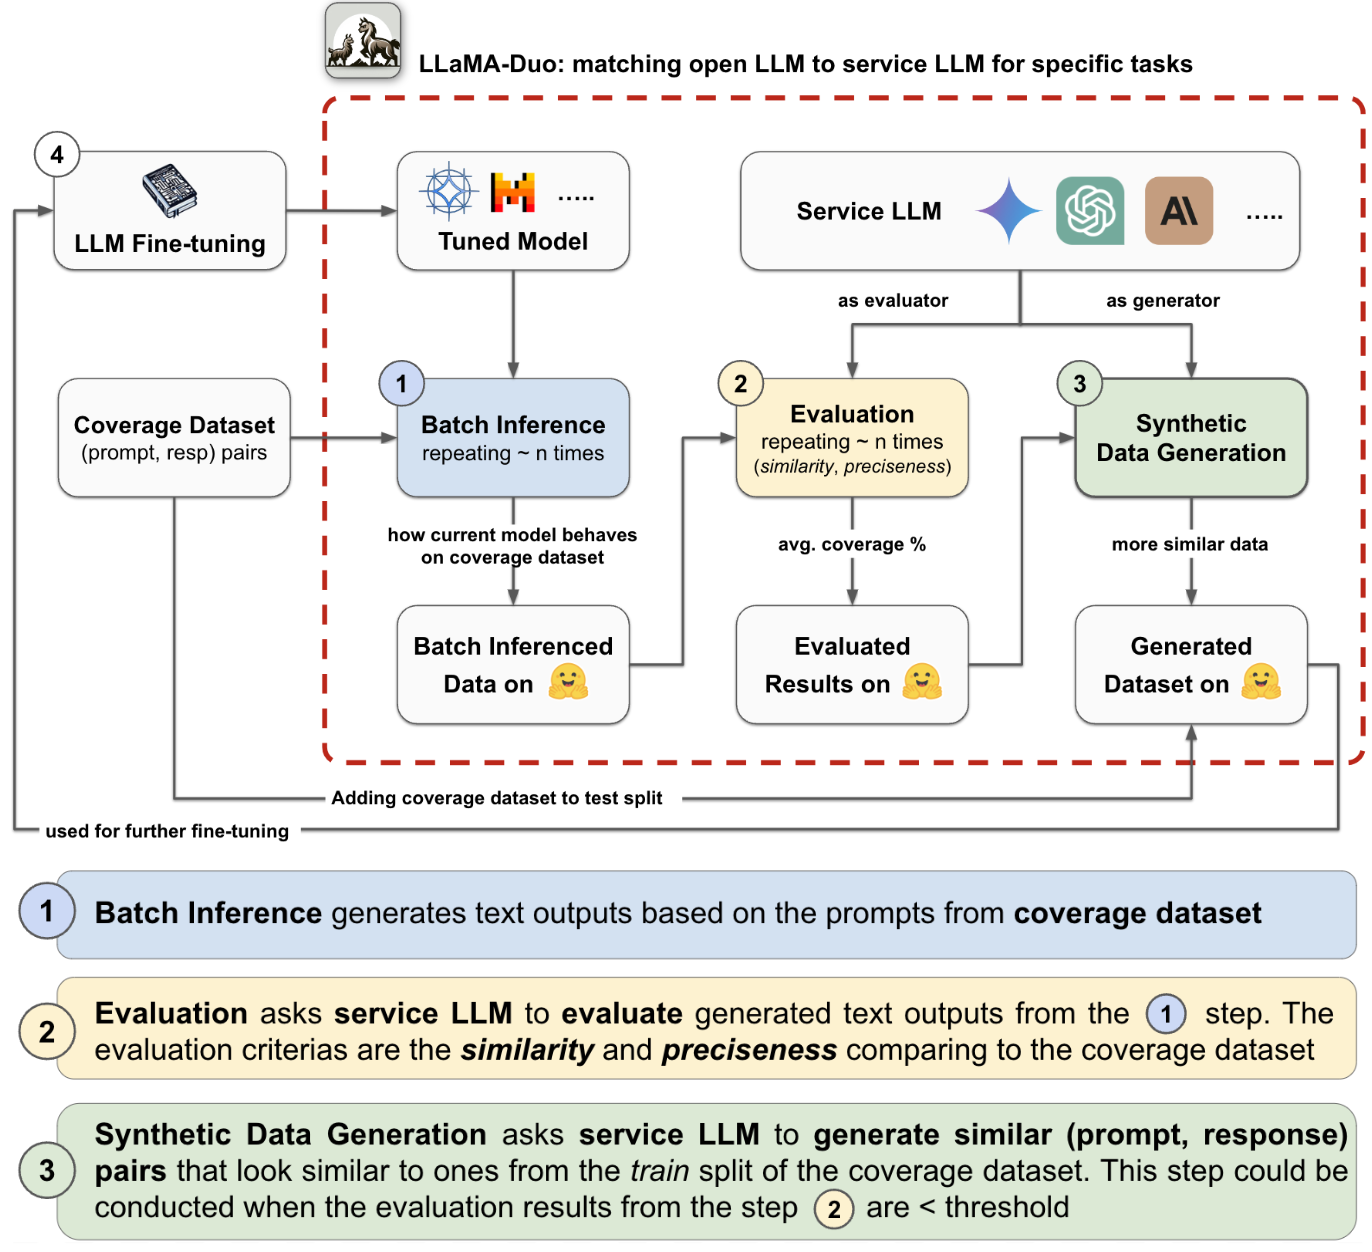 LLaMA-Duo: matching open LLM to service LLM for specific tasks
4
LLM Fine-tuning
.....
Tuned Model
Service LLM
.....
as evaluator
as generator
Coverage Dataset
(prompt, resp) pairs
1
Batch Inference
repeating ~ n times
2
Evaluation
repeating ~ n times
(similarity, preciseness)
3
Synthetic
Data Generation
how current model behaves
on coverage dataset
avg. coverage %
more similar data
Batch Inferenced
Data on
Evaluated
Results on
Generated
Dataset on
Adding coverage dataset to test split
used for further fine-tuning
1
Batch Inference generates text outputs based on the prompts from coverage dataset
2
Evaluation asks service LLM to evaluate generated text outputs from the 1 step. The
evaluation criterias are the similarity and preciseness comparing to the coverage dataset
3
Synthetic Data Generation asks service LLM to generate similar (prompt, response)
pairs that look similar to ones from the train split of the coverage dataset. This step could be
conducted when the evaluation results from the step 2 are < threshold